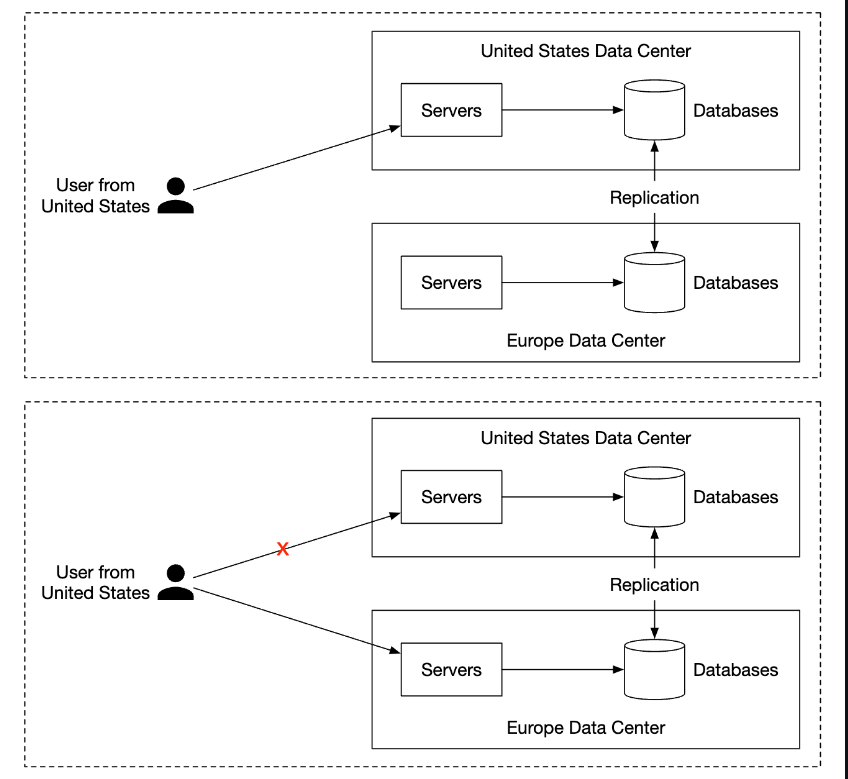 United States Data Center
Servers
Databases
User from
United States
Replication
Servers
Databases
Europe Data Center
United States Data Center
Servers
Databases
X
User from
United States
Replication
Servers
Databases
Europe Data Center